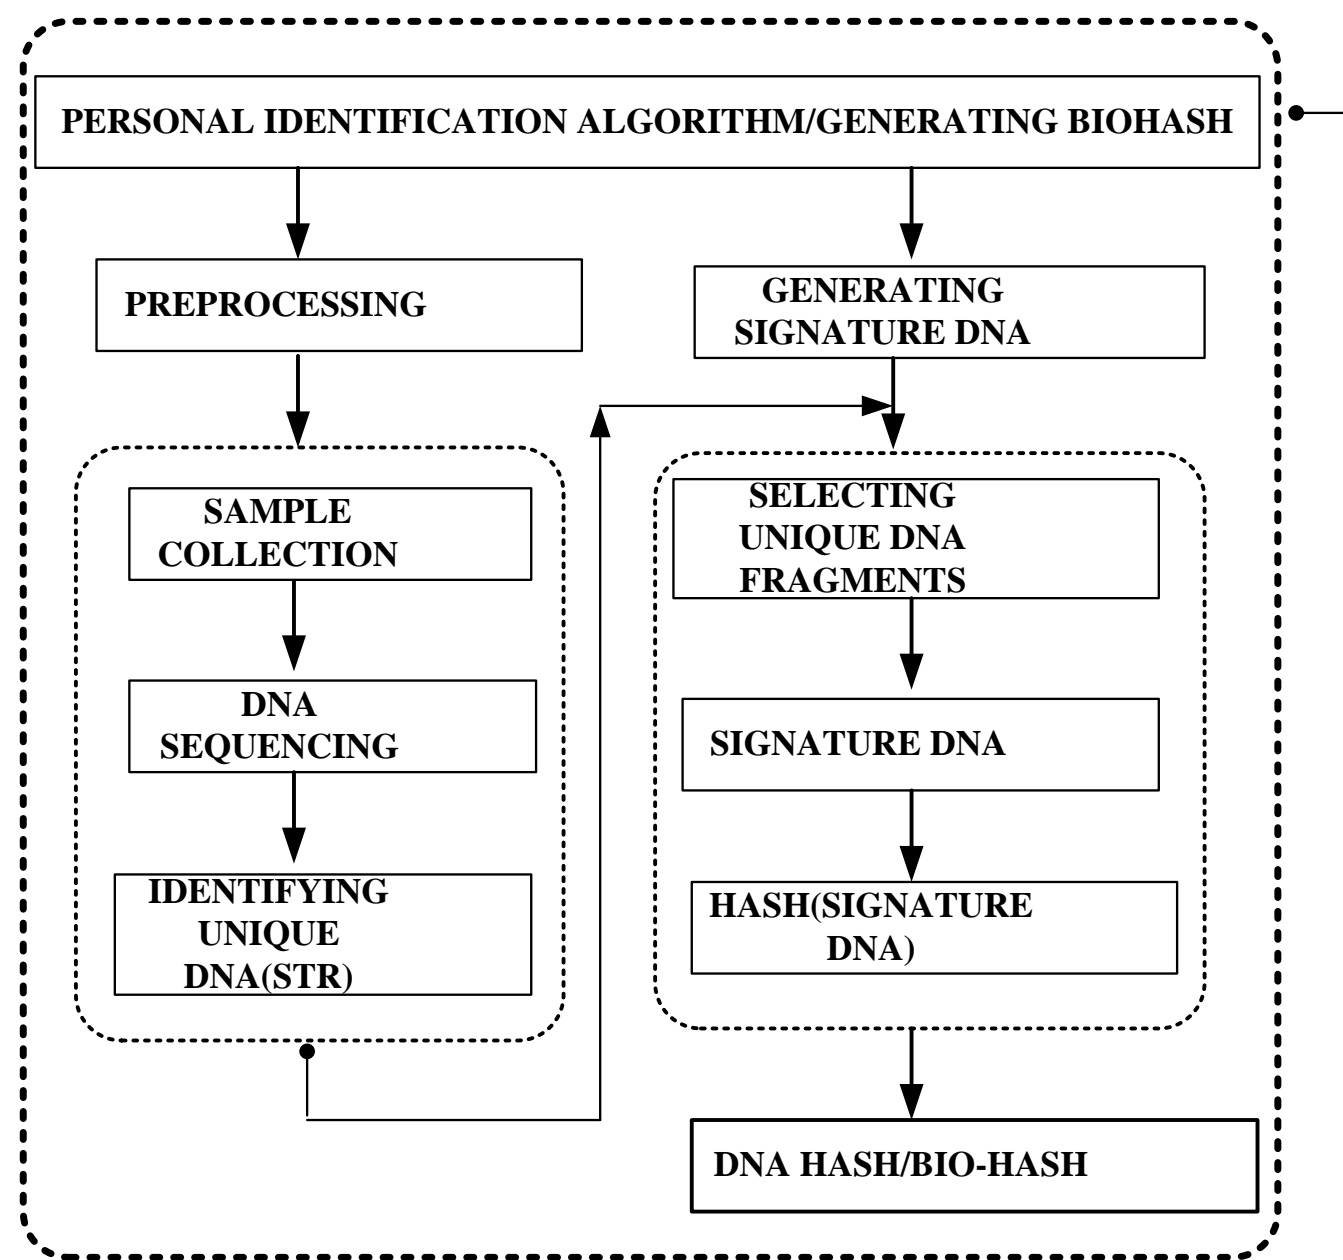 PERSONAL IDENTIFICATION ALGORITHM/GENERATING BIOHASH
PREPROCESSING
SAMPLE
COLLECTION
DNA
SEQUENCING
IDENTIFYING
UNIQUE
DNA(STR)
GENERATING
SIGNATURE DNA
SELECTING
UNIQUE DNA
FRAGMENTS
SIGNATURE DNA
HASH(SIGNATURE
DNA)
DNA HASH/BIO-HASH